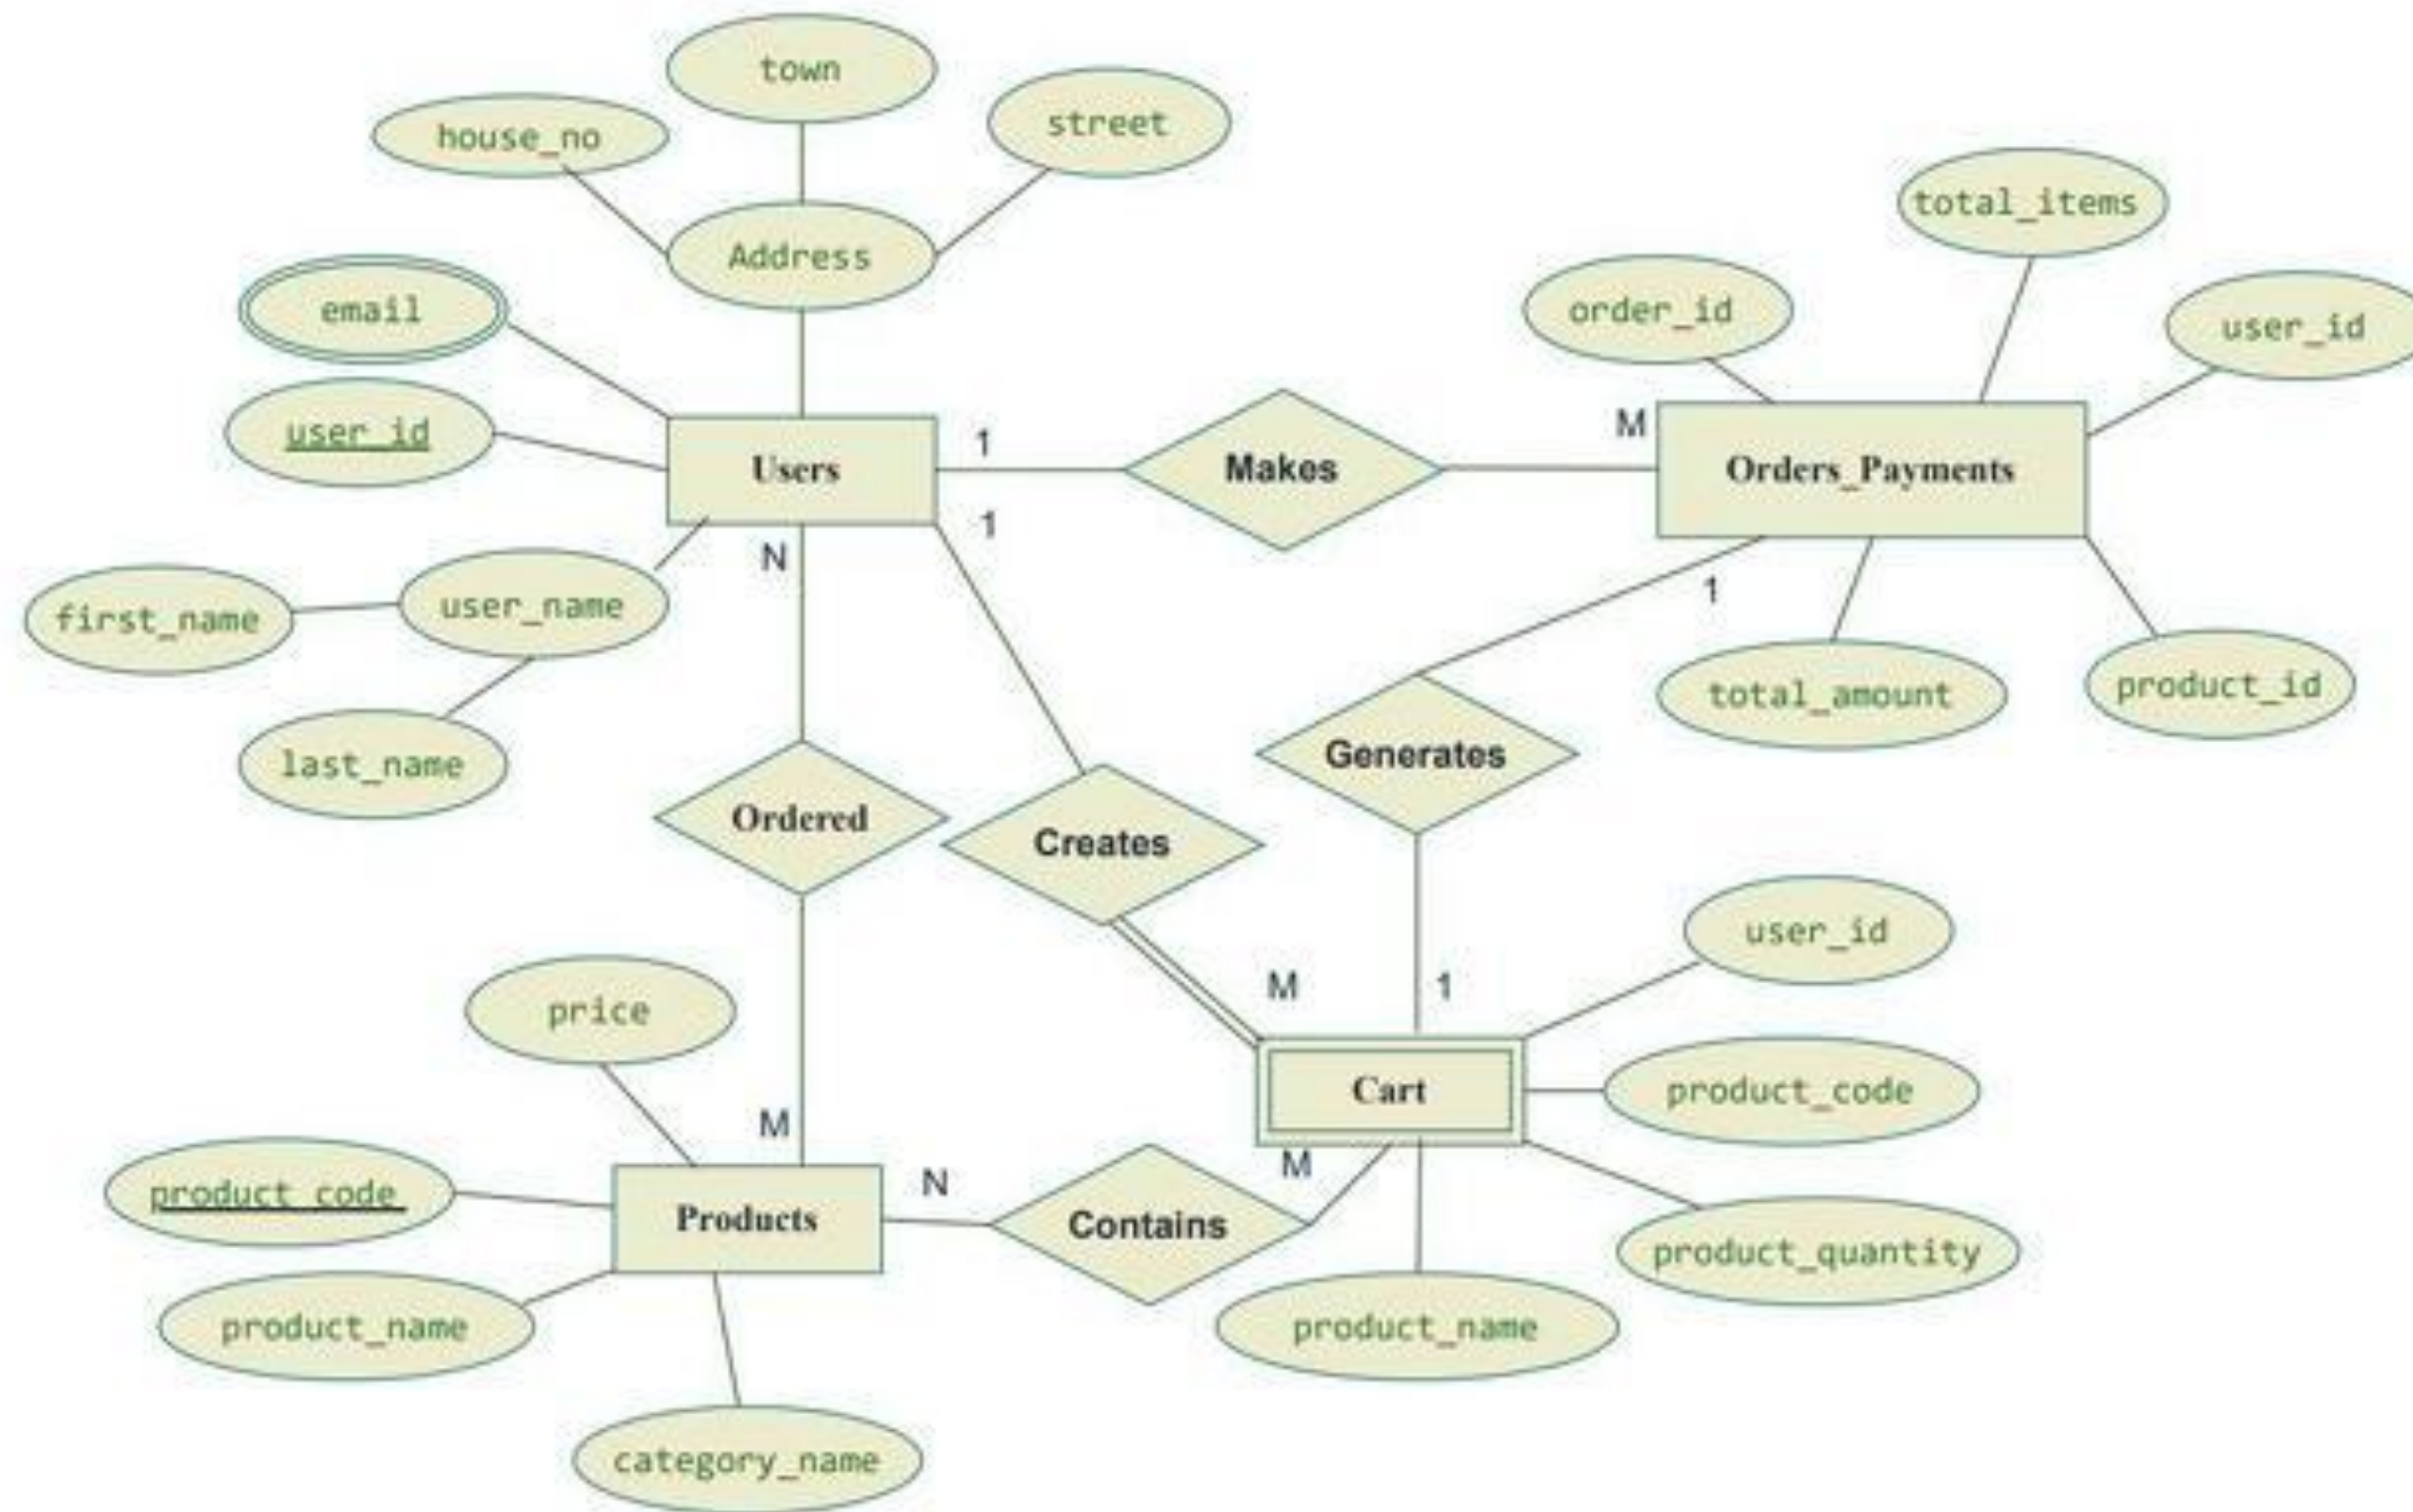 town
house_no
street
Address
total_items
email
order_id
user_id
user_id
Users
1
Makes
M
Orders_Payments
1
N
first_name
user_name
1
total_amount
product_id
last_name
Generates
Ordered
Creates
user_id
price
M
1
Cart
product_code
M
product_code
N
M
Products
Contains
product_quantity
product_name
product_name
category_name